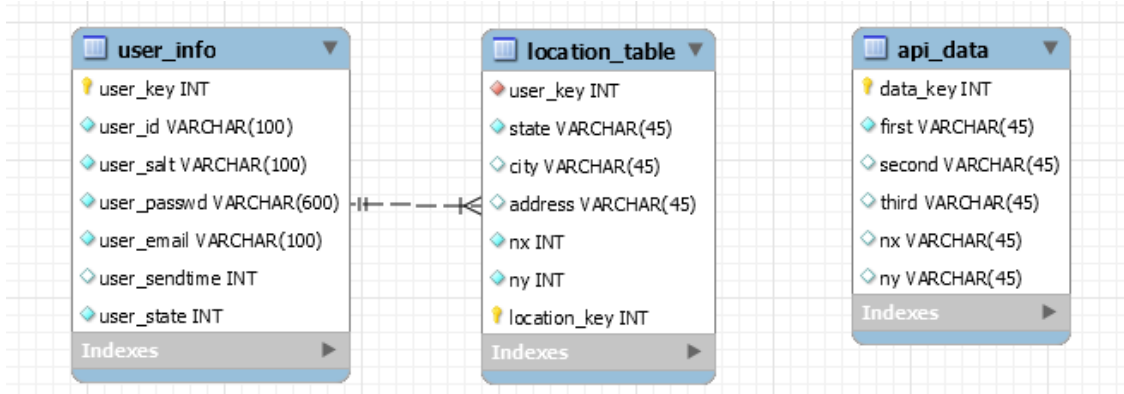 user_info
user_key INT
user_id VARCHAR(100)
user_salt VARCHAR(100)
user_passwd VARCHAR(600)
user_email VARCHAR(100)
user_sendtime INT
user_state INT
Indexes
location_table
user_key INT
state VARCHAR(45)
city VARCHAR(45)
address VARCHAR(45)
nx INT
ny INT
location_key INT
Indexes
api_data
data_key INT
first VARCHAR(45)
second VARCHAR(45)
third VARCHAR(45)
nx VARCHAR(45)
ny VARCHAR(45)
Indexes